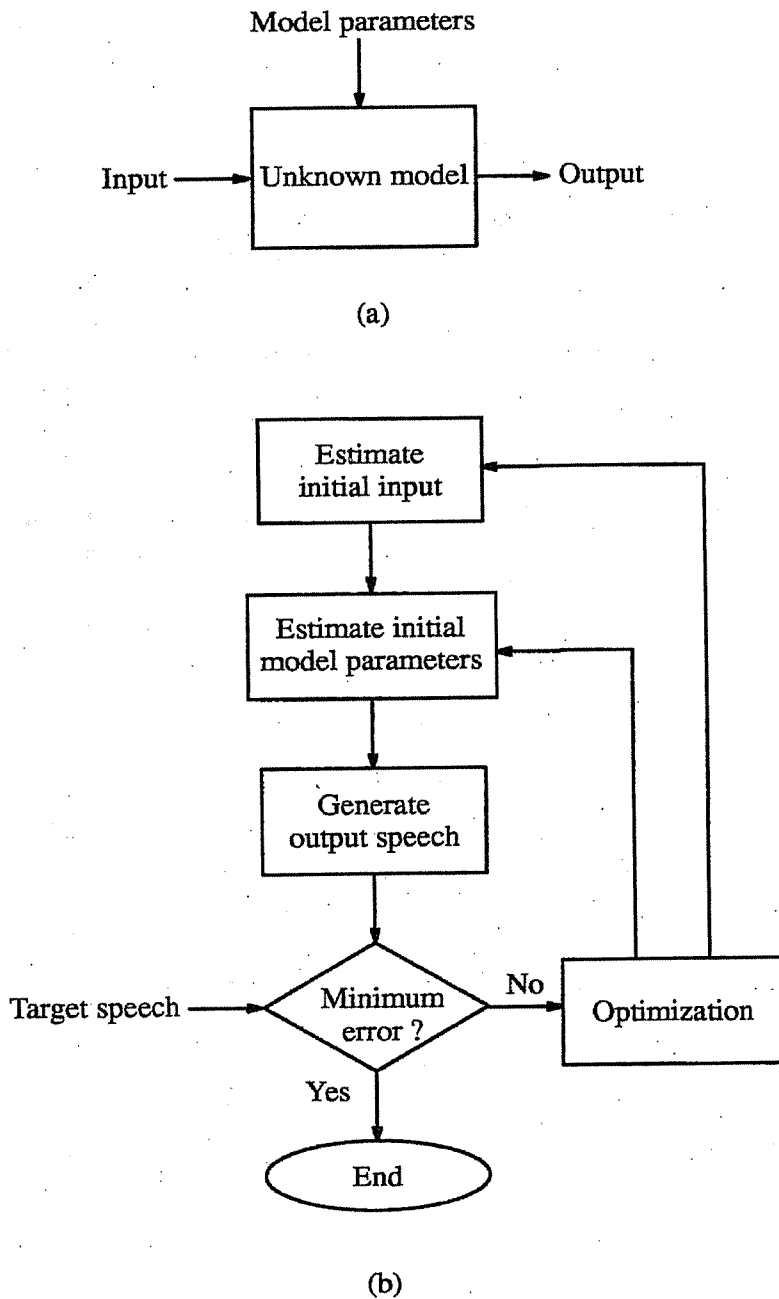 Model parameters
Input
Unknown model
Output
(a)
Estimate
initial input
Estimate initial
model parameters
Generate
output speech
Target speech
Minimum
error ?
No
Optimization
Yes
End
(b)